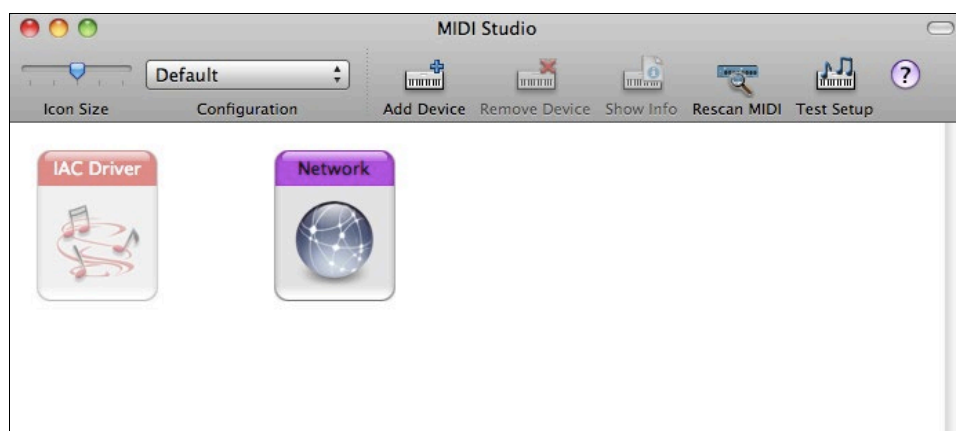 MIDI Studio
Default
Icon Size Configuration Add Device Remove Device Show Info Rescan MIDI Test Setup
?
IAC Driver Network